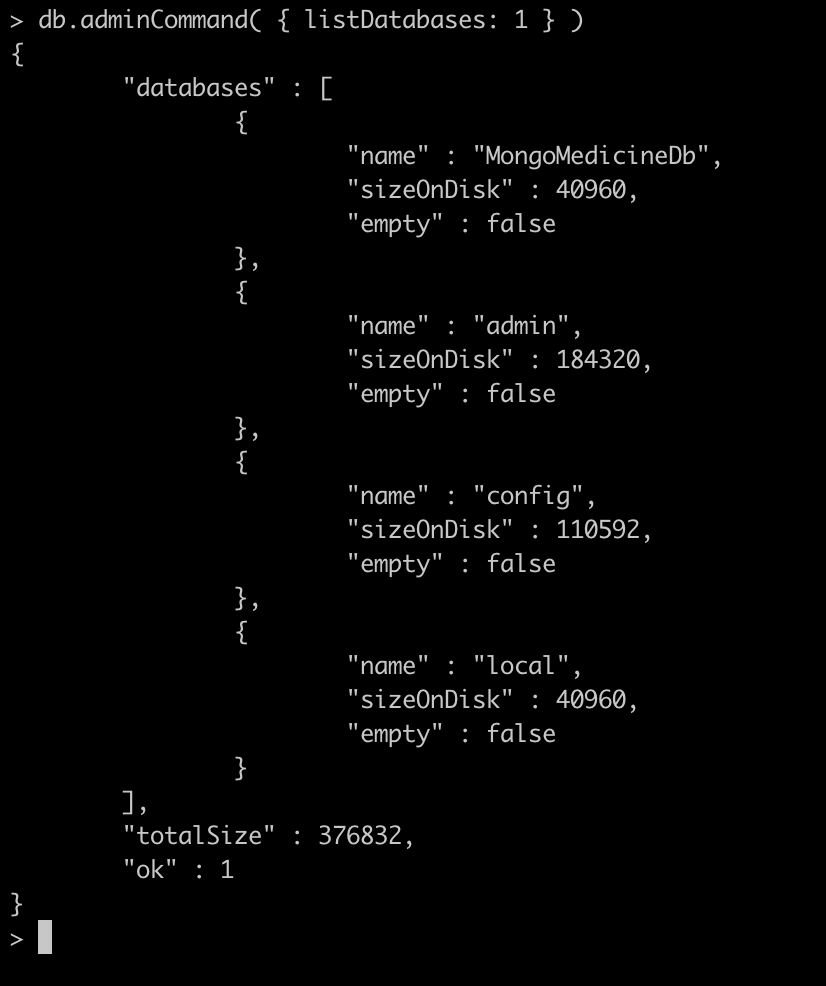 > db.adminCommand( { listDatabases: 1 } )
{
        "databases" : [
                {
                        "name" : "MongoMedicineDb",
                        "sizeOnDisk" : 40960,
                        "empty" : false
                },
                {
                        "name" : "admin",
                        "sizeOnDisk" : 184320,
                        "empty" : false
                },
                {
                        "name" : "config",
                        "sizeOnDisk" : 110592,
                        "empty" : false
                },
                {
                        "name" : "local",
                        "sizeOnDisk" : 40960,
                        "empty" : false
                }
        ],
        "totalSize" : 376832,
        "ok" : 1
}
>